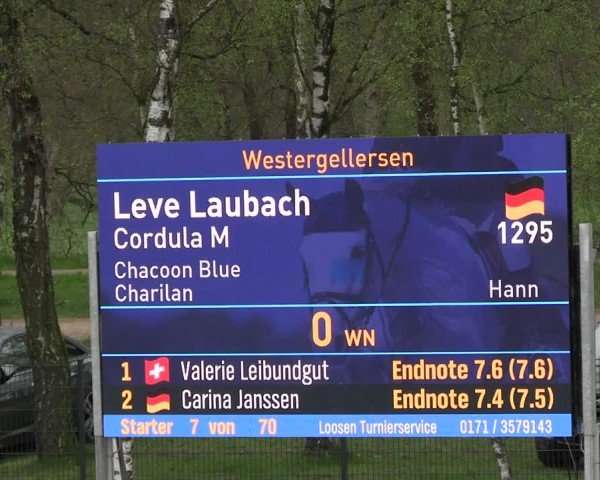 Westergellersen
Leve Laubach
Cordula M 1295
Chacoon Blue
Charilan Hann
0 WN
1 Valerie Leibundgut Endnote 7.6 (7.6)
2 Carina Janssen Endnote 7.4 (7.5)
Starter 7 von 70 Loosen Turnierservice 0171 / 3579143